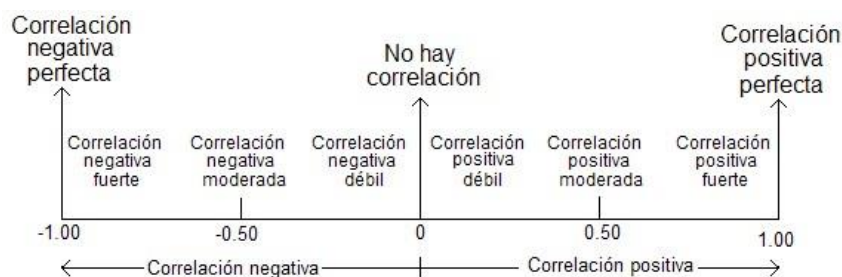 Correlación
negativa
perfecta
No hay
correlación
Correlación
positiva
perfecta
Correlación
negativa
fuerte
Correlación
negativa
moderada
Correlación
negativa
débil
Correlación
positiva
débil
Correlación
positiva
moderada
Correlación
positiva
fuerte
-1.00
-0.50
0
0.50
1.00
Correlación negativa
Correlación positiva